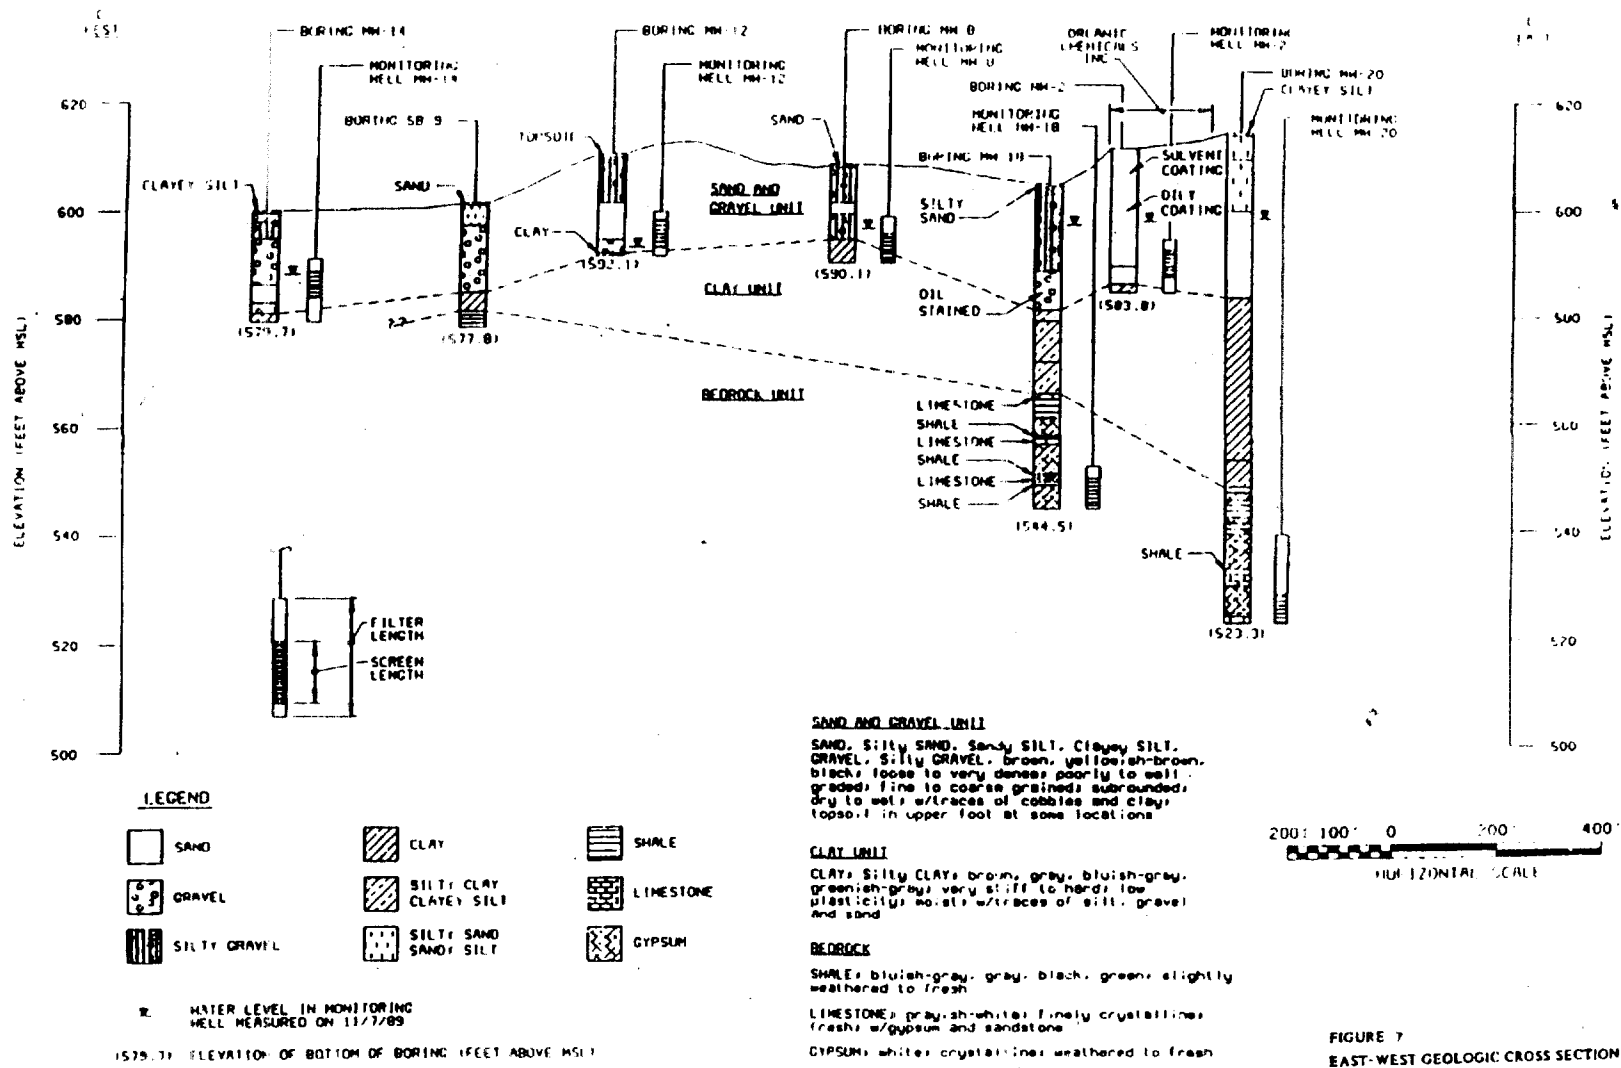 BORING MW-14
MONITORING
WELL MW-14
BORING SB-9
BORING MW-12
MONITORING
WELL MW-12
BORING MW-8
MONITORING
WELL MW-8
ORGANIC
CHEMICALS
INC
BORING MW-2
MONITORING
WELL MW-2
MONITORING
WELL MW-18
BORING MW-18
BORING MW-20
CLAYEY SILT
MONITORING
WELL MW-20
TOPSOIL
SAND
CLAYEY SILT
SAND
CLAY
SAND AND
GRAVEL UNIT
SILTY
SAND
SOLVENT
COATING
OILY
COATING
OIL
STAINED
CLAY UNIT
BEDROCK UNIT
LIMESTONE
SHALE
LIMESTONE
SHALE
LIMESTONE
SHALE
SHALE
(579.7)
(577.8)
(592.1)
(590.1)
(583.8)
(544.5)
(523.3)
620
600
580
560
540
520
500
ELEVATION (FEET ABOVE MSL)
620
600
580
560
540
520
500
ELEVATION (FEET ABOVE MSL)
FILTER
LENGTH
SCREEN
LENGTH
LEGEND
SAND
GRAVEL
SILTY GRAVEL
CLAY
SILTY CLAY
CLAYEY SILT
SILTY SAND
SANDY SILT
SHALE
LIMESTONE
GYPSUM
WATER LEVEL IN MONITORING
WELL MEASURED ON 11/7/89
(579.7) ELEVATION OF BOTTOM OF BORING (FEET ABOVE MSL)
SAND AND GRAVEL UNIT
SAND, Silty SAND, Sandy SILT, Clayey SILT,
GRAVEL, Silty GRAVEL, brown, yellowish-brown,
black; loose to very dense; poorly to well
graded; fine to coarse grained; subrounded;
dry to wet; w/traces of cobbles and clay;
topsoil in upper foot at some locations
CLAY UNIT
CLAY; Silty CLAY; brown, gray, bluish-gray,
greenish-gray; very stiff to hard; low
plasticity; moist; w/traces of silt, gravel
and sand
BEDROCK
SHALE; bluish-gray, gray, black, green; slightly
weathered to fresh
LIMESTONE; grayish-white; finely crystalline;
fresh; w/gypsum and sandstone
GYPSUM; white; crystalline; weathered to fresh
200' 100' 0 200' 400'
HORIZONTAL SCALE
FIGURE 7
EAST-WEST GEOLOGIC CROSS SECTION